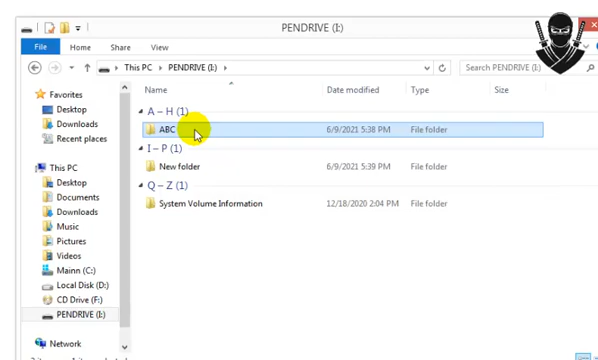 PENDRIVE (I:)
File Home Share View
This PC PENDRIVE (I:) Search PENDRIVE (I:)
Name Date modified Type Size
Favorites
Desktop
Downloads
Recent places
This PC
Desktop
Documents
Downloads
Music
Pictures
Videos
Mainn (C:)
Local Disk (D:)
CD Drive (F:)
PENDRIVE (I:)
Network
A – H (1)
ABC 6/9/2021 5:38 PM File folder
I – P (1)
New folder 6/9/2021 5:39 PM File folder
Q – Z (1)
System Volume Information 12/18/2020 2:04 PM File folder